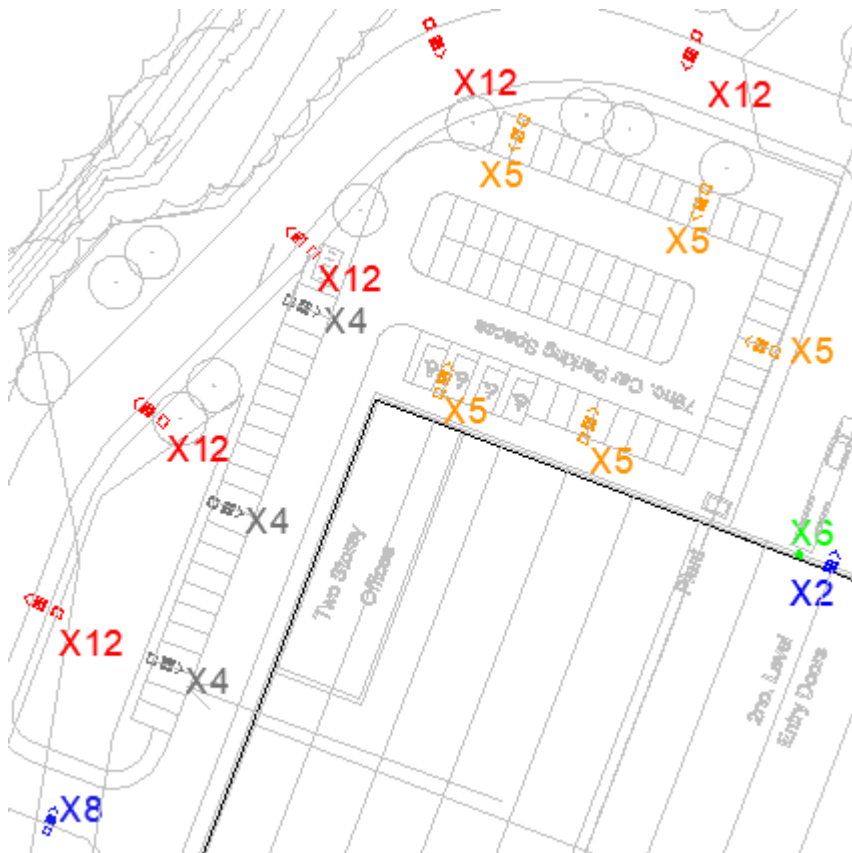 X12
X12
X5
X5
X12
X4
79no. Car Parking Spaces
X5
X5
X12
X5
X4
X6
Two Storey
Offices
Plant
X2
X12
X4
2no. Level
Entry Doors
X8